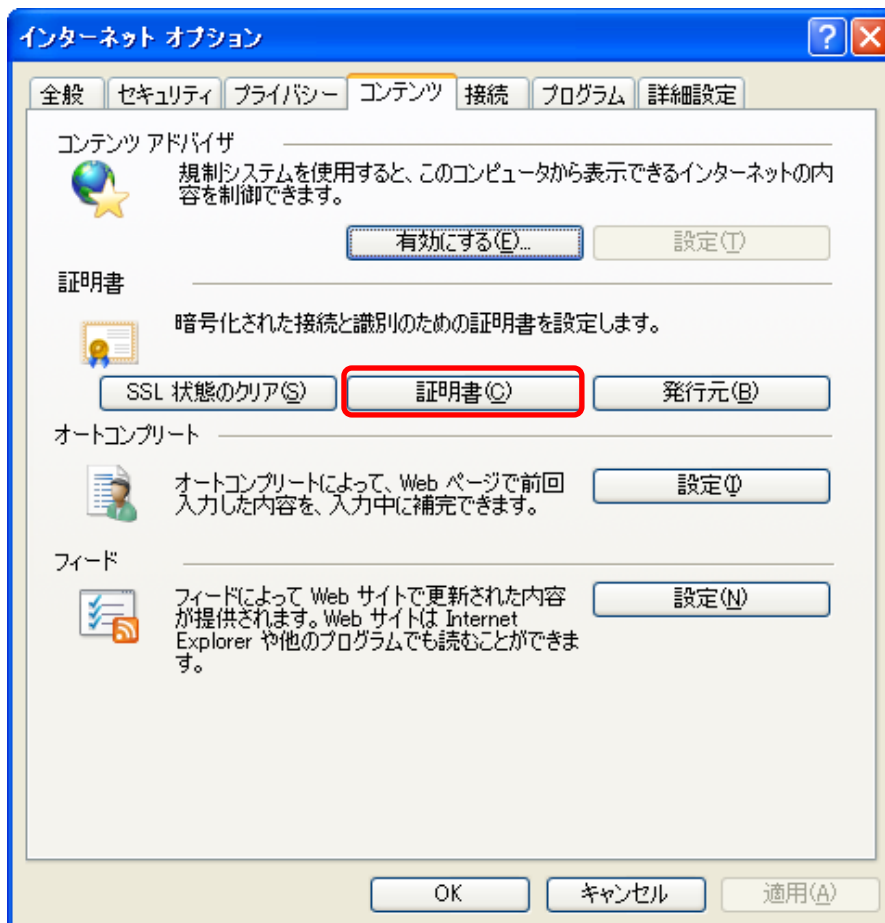 インターネット オプション
全般 セキュリティ プライバシー コンテンツ 接続 プログラム 詳細設定
コンテンツ アドバイザ
規制システムを使用すると、このコンピュータから表示できるインターネットの内
容を制御できます。
有効にする(E)... 設定(T)
証明書
暗号化された接続と識別のための証明書を設定します。
SSL 状態のクリア(S) 証明書(C) 発行元(B)
オートコンプリート
オートコンプリートによって、Web ページで前回
入力した内容を、入力中に補完できます。
設定(I)
フィード
フィードによって Web サイトで更新された内容
が提供されます。Web サイトは Internet
Explorer や他のプログラムでも読むことができま
す。
設定(N)
OK キャンセル 適用(A)